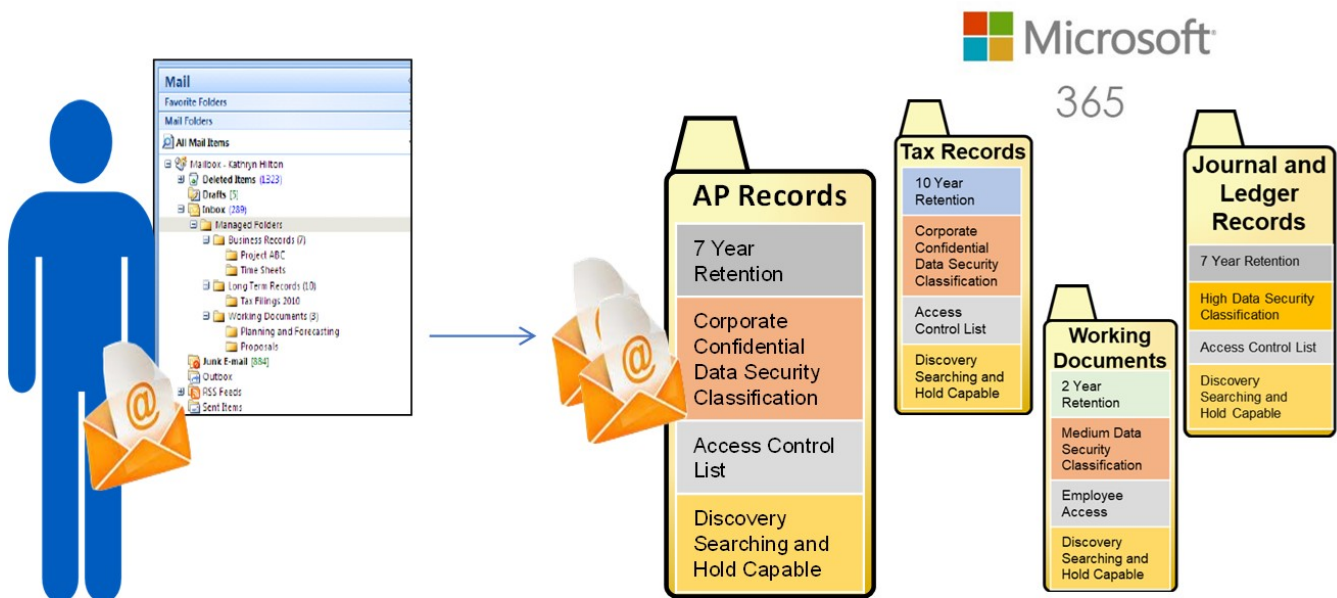 Mail
Favorite Folders
Mail Folders
All Mail Items
Mailbox - Kathryn Hilton
Deleted Items (1323)
Drafts [5]
Inbox (289)
Managed Folders
Business Records (7)
Project ABC
Time Sheets
Long Term Records (10)
Tax Filings 2010
Working Documents (3)
Planning and Forecasting
Proposals
Junk E-mail [884]
Outbox
RSS Feeds
Sent Items
@
@
Microsoft
365
AP Records
7 Year
Retention
Corporate
Confidential
Data Security
Classification
Access Control
List
Discovery
Searching and
Hold Capable
Tax Records
10 Year
Retention
Corporate
Confidential
Data Security
Classification
Access
Control List
Discovery
Searching and
Hold Capable
Working
Documents
2 Year
Retention
Medium Data
Security
Classification
Employee
Access
Discovery
Searching and
Hold Capable
Journal and
Ledger
Records
7 Year Retention
High Data Security
Classification
Access Control List
Discovery
Searching and
Hold Capable